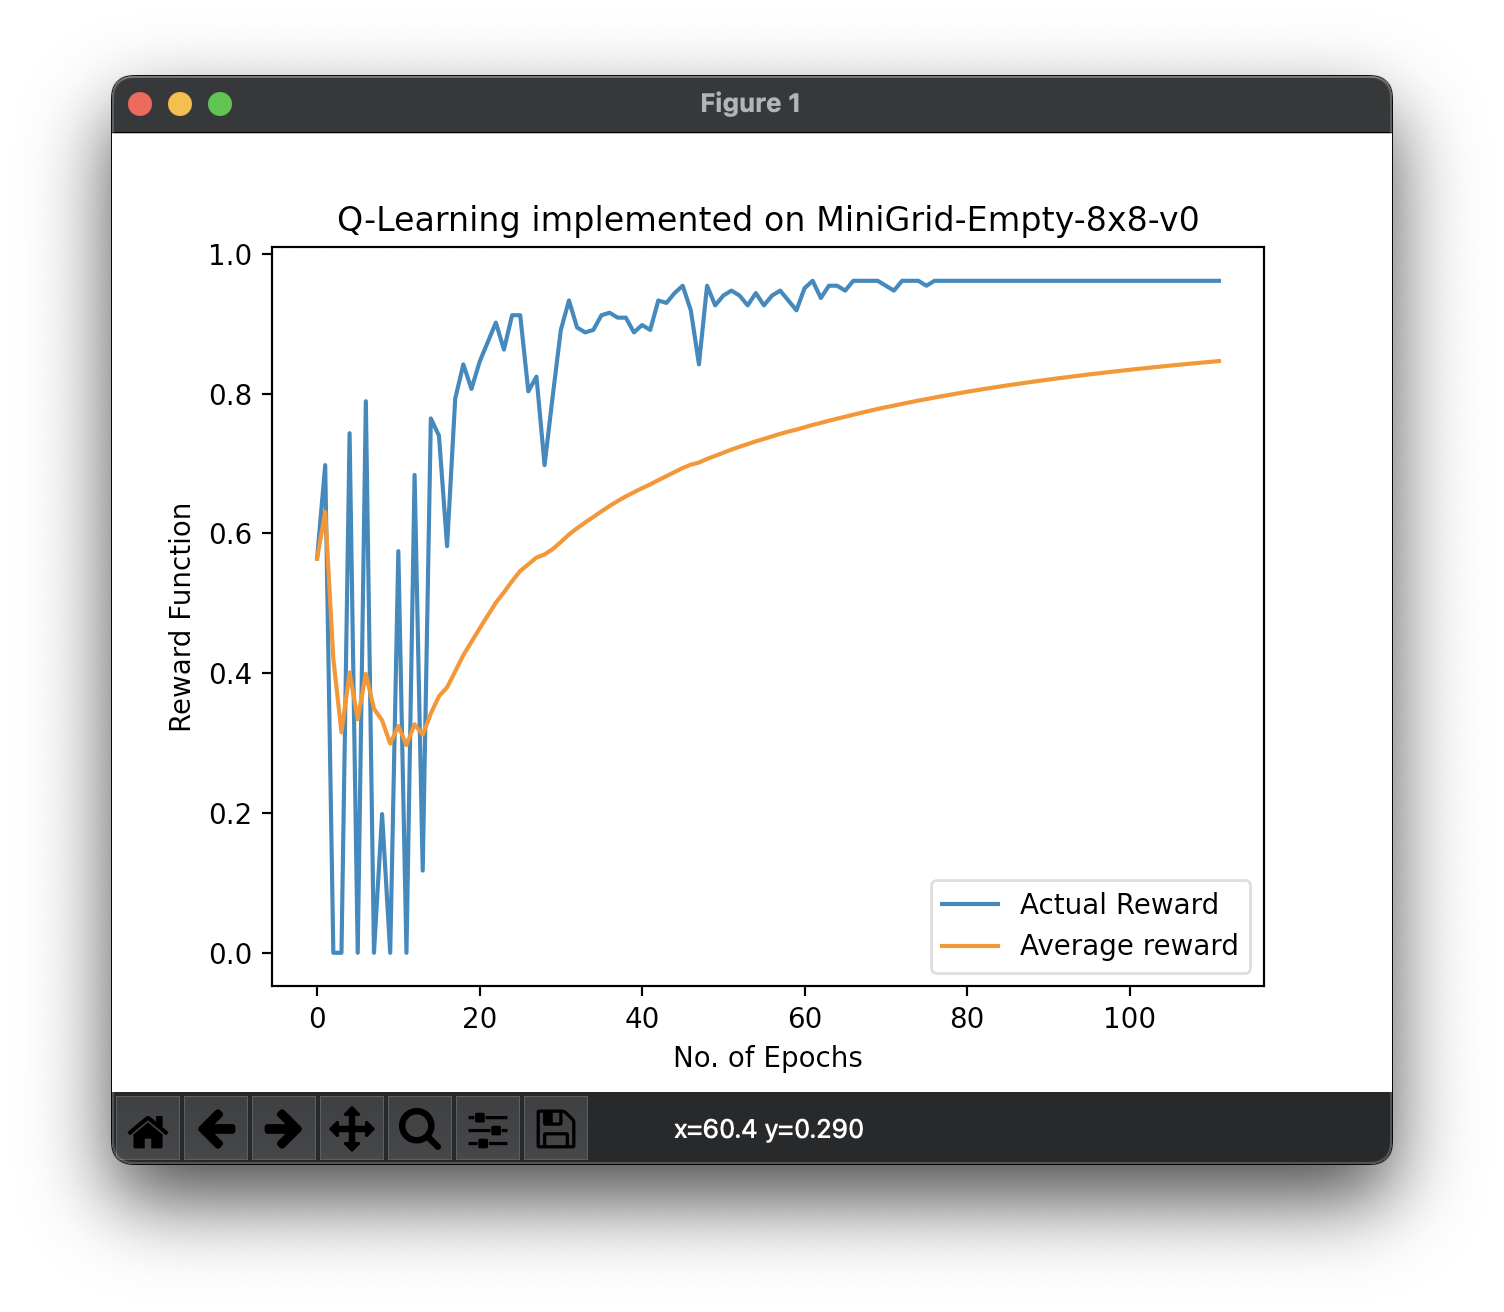 Figure 1
Q-Learning implemented on MiniGrid-Empty-8x8-v0
1.0
0.8
0.6
0.4
0.2
0.0
Reward Function
Actual Reward
Average reward
0 20 40 60 80 100
No. of Epochs
x=60.4 y=0.290